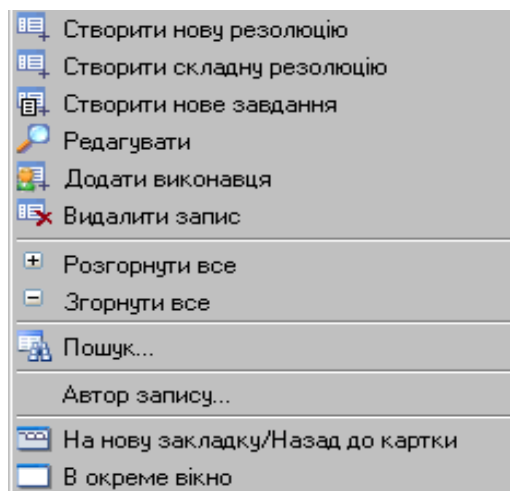 Створити нову резолюцію
Створити складну резолюцію
Створити нове завдання
Редагувати
Додати виконавця
Видалити запис
Розгорнути все
Згорнути все
Пошук...
Автор запису...
На нову закладку/Назад до картки
В окреме вікно